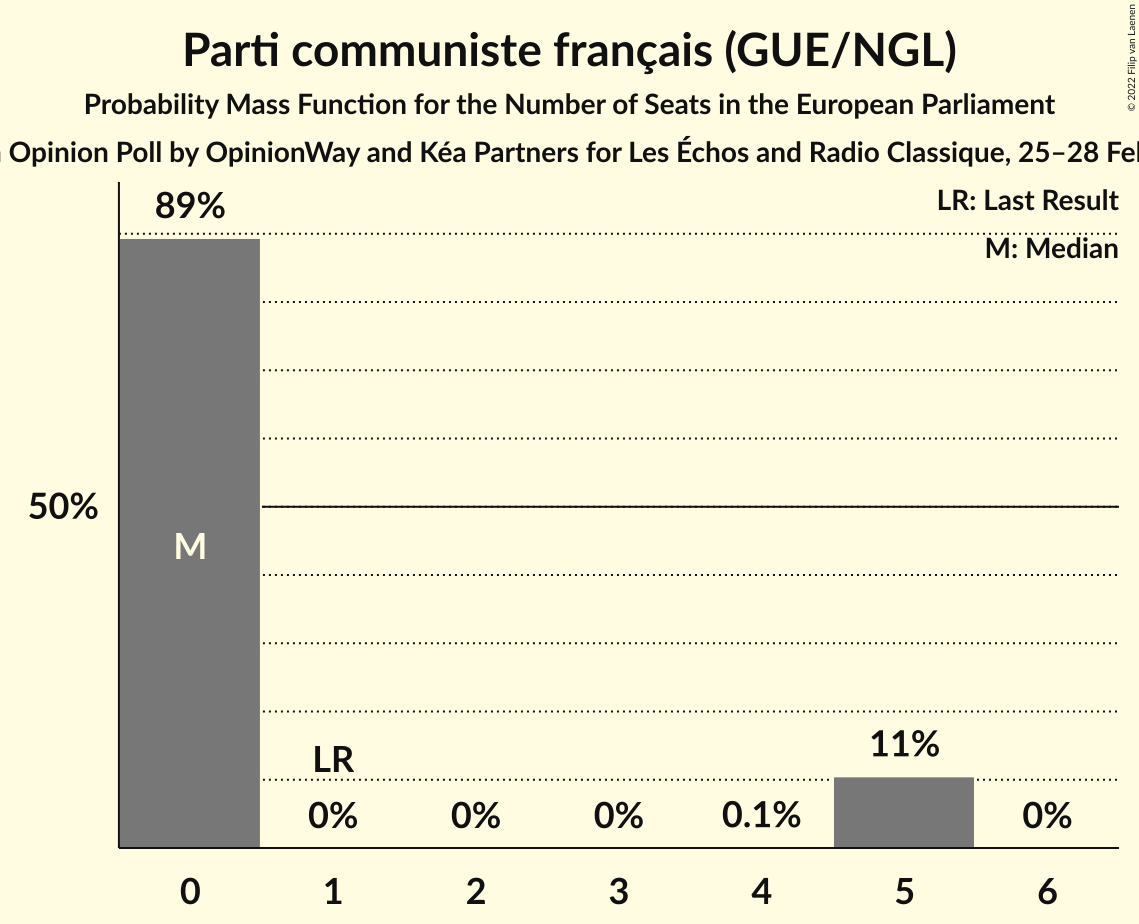 Parti communiste français (GUE/NGL)
Probability Mass Function for the Number of Seats in the European Parliament
Opinion Poll by OpinionWay and Kéa Partners for Les Échos and Radio Classique, 25–28
© 2022 Filip van Laenen
LR: Last Result
M: Median
89%
50%
M
LR
11%
0% 0% 0% 0.1% 0%
0 1 2 3 4 5 6